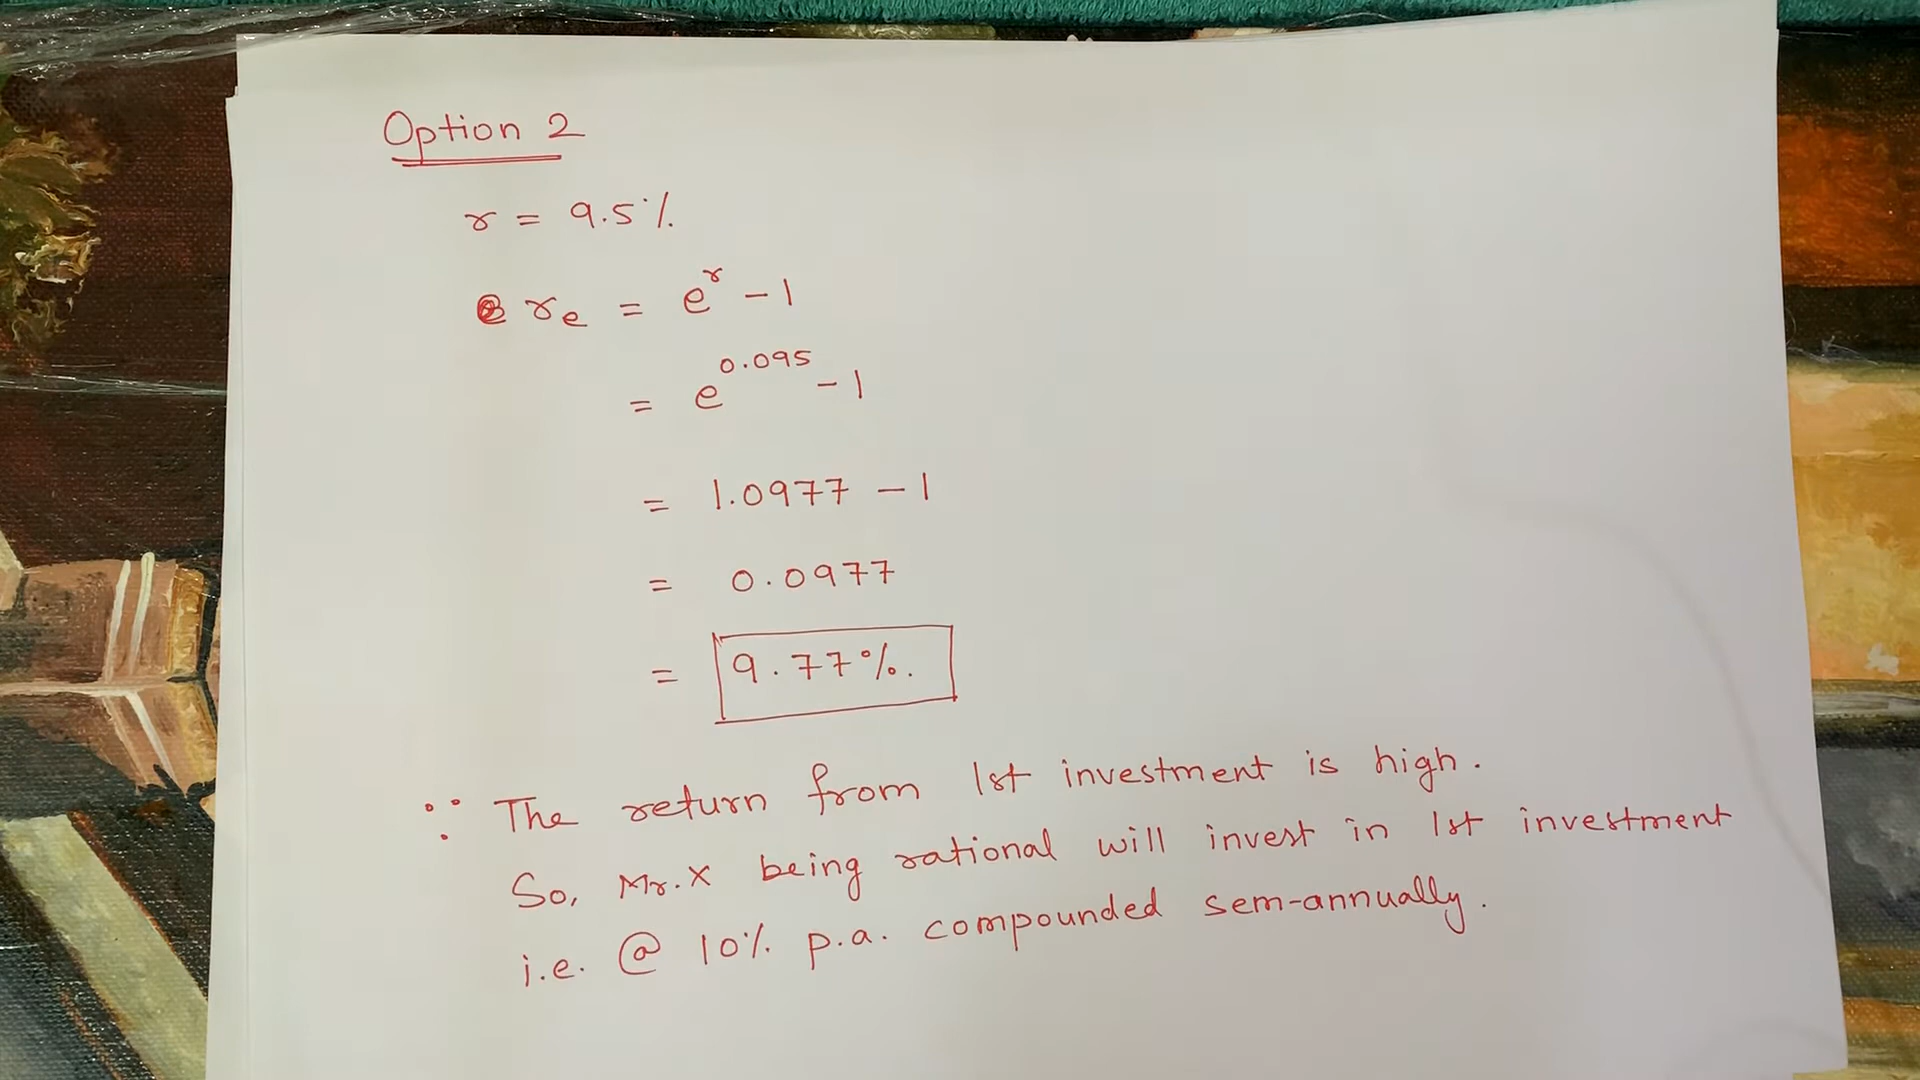 Option 2
r = 9.5%
re = e^r - 1
= e^0.095 - 1
= 1.0977 - 1
= 0.0977
= 9.77%.
∵ The return from 1st investment is high.
So, Mr.X being rational will invest in 1st investment
i.e. @ 10% p.a. compounded sem-annually.